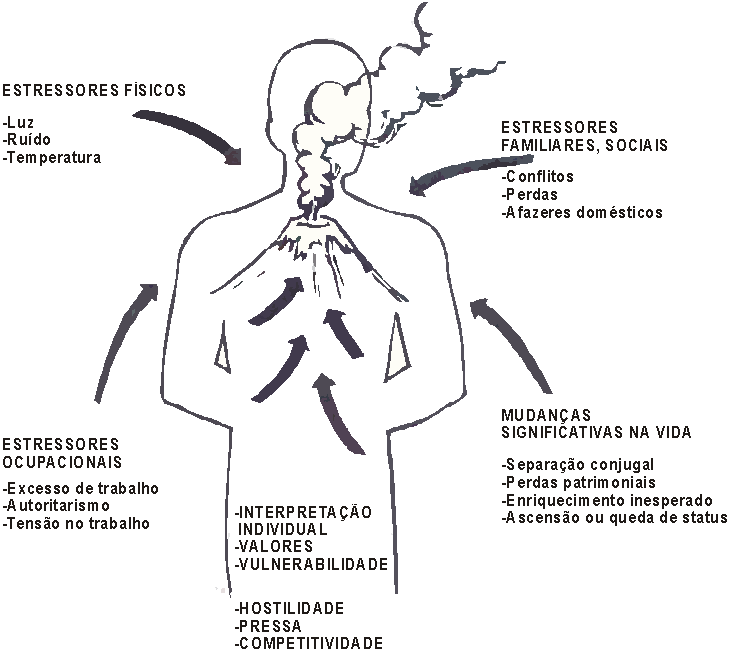 ESTRESSORES FÍSICOS
-Luz
-Ruído
-Temperatura
ESTRESSORES
FAMILIARES, SOCIAIS
-Conflitos
-Perdas
-Afazeres domésticos
ESTRESSORES
OCUPACIONAIS
-Excesso de trabalho
-Autoritarismo
-Tensão no trabalho
MUDANÇAS
SIGNIFICATIVAS NA VIDA
-Separação conjugal
-Perdas patrimoniais
-Enriquecimento inesperado
-Ascensão ou queda de status
-INTERPRETAÇÃO
INDIVIDUAL
-VALORES
-VULNERABILIDADE
-HOSTILIDADE
-PRESSA
-COMPETITIVIDADE